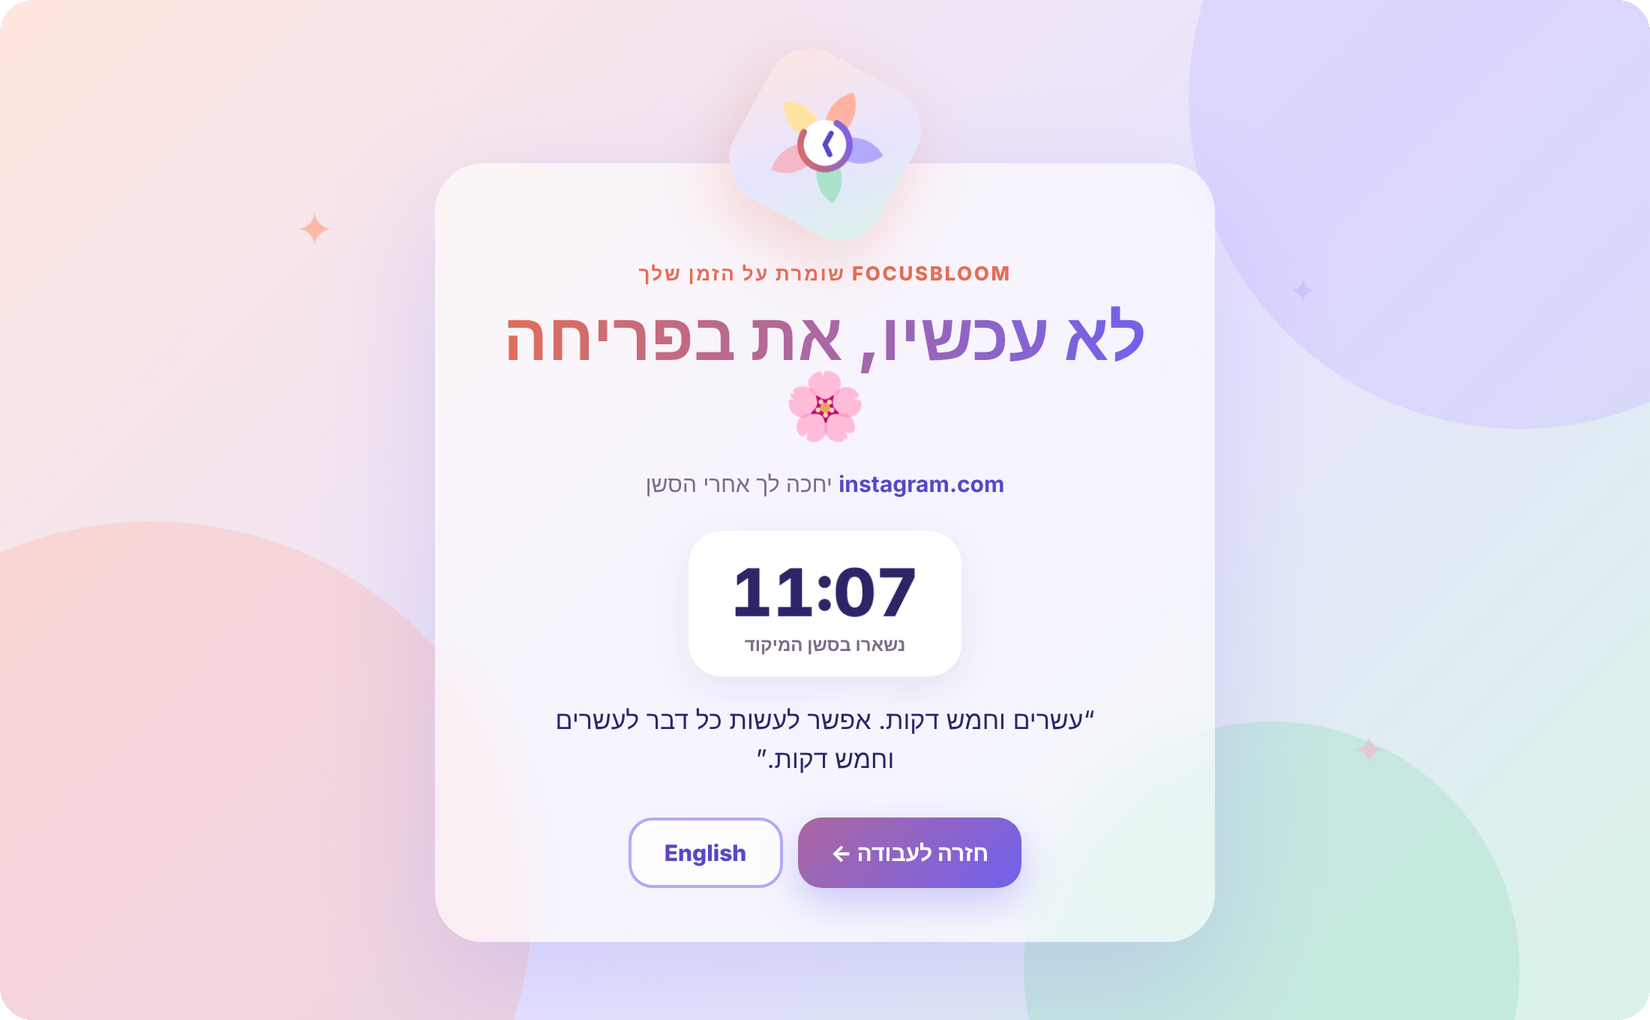 FOCUSBLOOM שומרת על הזמן שלך
לא עכשיו, את בפריחה
🌸
instagram.com יחכה לך אחרי הסשן
11:07
נשארו בסשן המיקוד
“עשרים וחמש דקות. אפשר לעשות כל דבר לעשרים
וחמש דקות.”
חזרה לעבודה ←
English